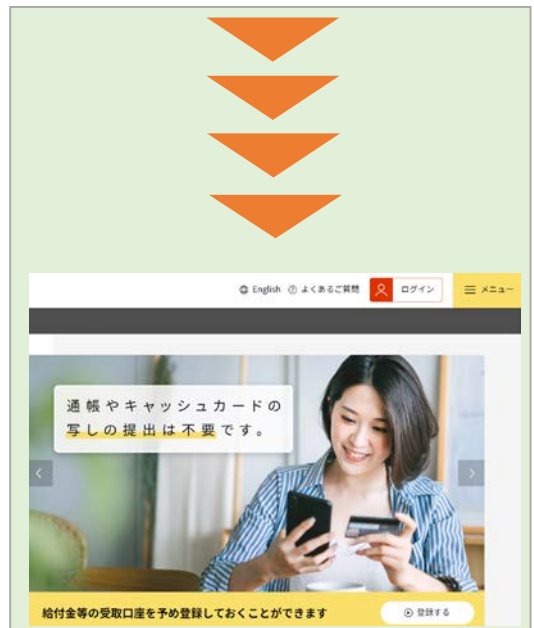 English よくあるご質問 ログイン メニュー
通帳やキャッシュカードの
写しの提出は不要です。
給付金等の受取口座を予め登録しておくことができます 登録する